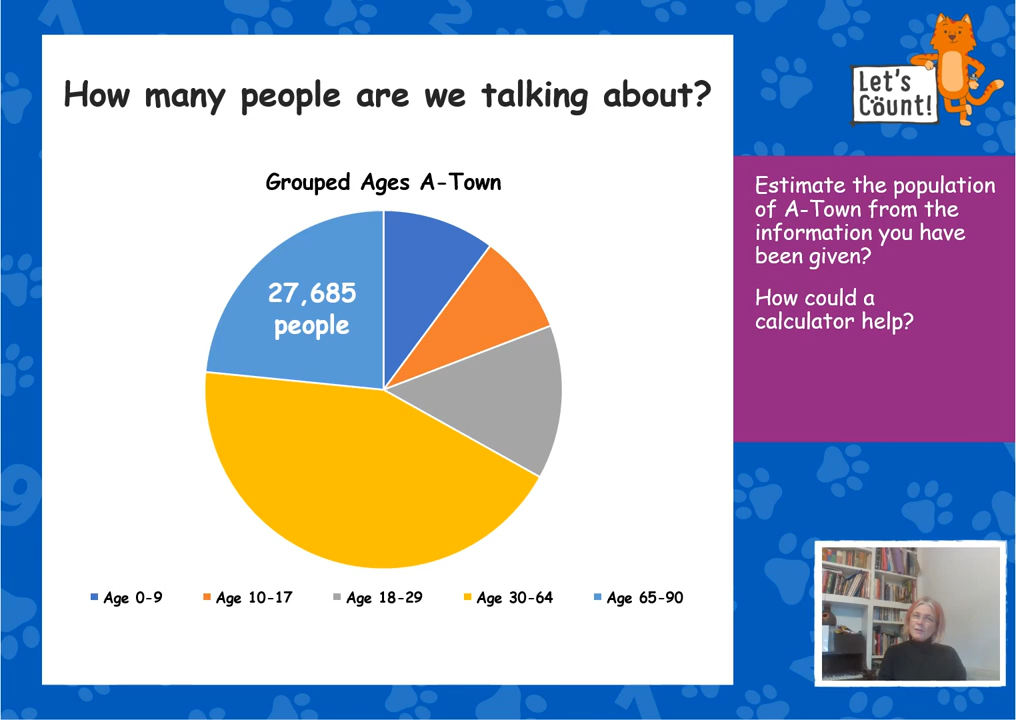 How many people are we talking about?
Let's
Count!
Grouped Ages A-Town
27,685
people
Age 0-9
Age 10-17
Age 18-29
Age 30-64
Age 65-90
Estimate the population
of A-Town from the
information you have
been given?
How could a
calculator help?